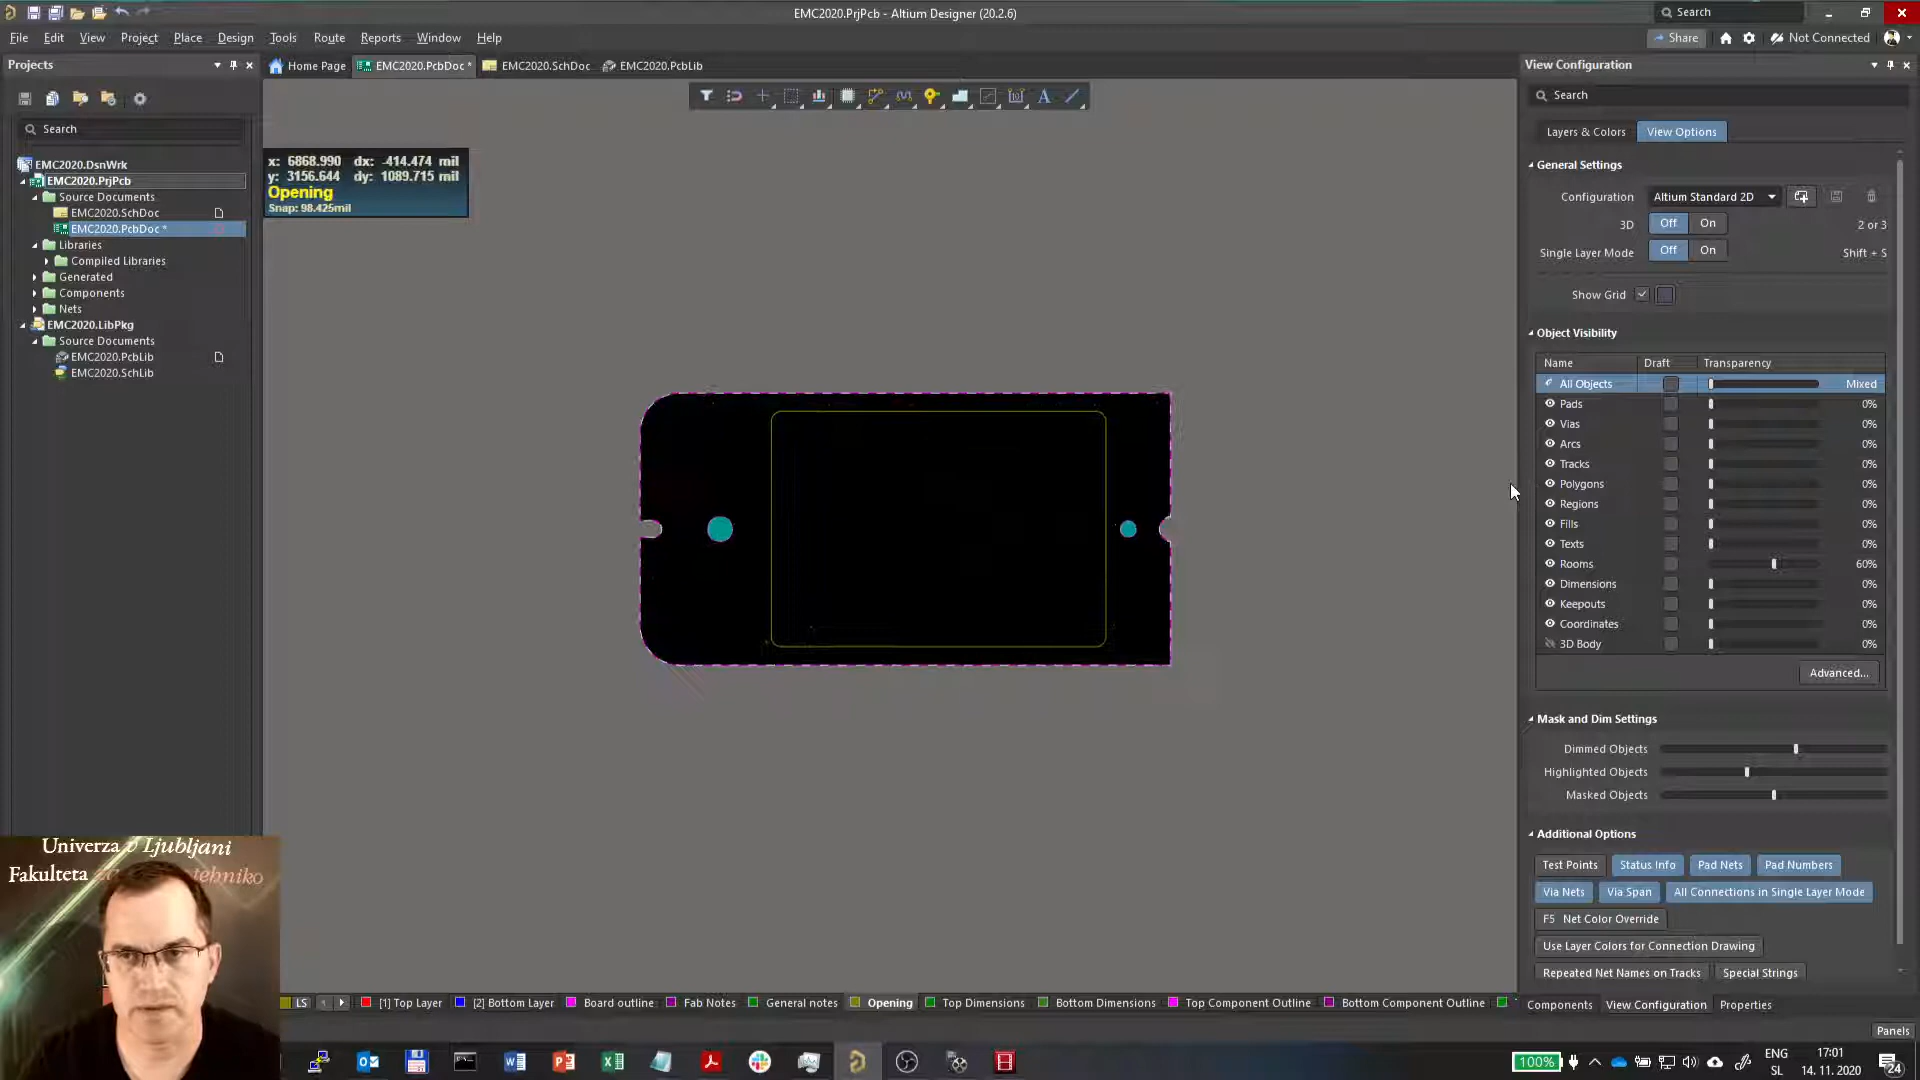 EMC2020.PrjPcb - Altium Designer (20.2.6)
Search
File Edit View Project Place Design Tools Route Reports Window Help
Share
Not Connected
Projects
Home Page
EMC2020.PcbDoc *
EMC2020.SchDoc
EMC2020.PcbLib
View Configuration
Search
Search
Layers & Colors
View Options
EMC2020.DsnWrk
EMC2020.PrjPcb
Source Documents
EMC2020.SchDoc
EMC2020.PcbDoc *
Libraries
Compiled Libraries
Generated
Components
Nets
EMC2020.LibPkg
Source Documents
EMC2020.PcbLib
EMC2020.SchLib
x: 6868.990 dx: -414.474 mil
y: 3156.644 dy: 1089.715 mil
Opening
Snap: 98.425mil
General Settings
Configuration Altium Standard 2D
3D Off On 2 or 3
Single Layer Mode Off On Shift + S
Show Grid
Object Visibility
Name Draft Transparency
All Objects Mixed
Pads 0%
Vias 0%
Arcs 0%
Tracks 0%
Polygons 0%
Regions 0%
Fills 0%
Texts 0%
Rooms 60%
Dimensions 0%
Keepouts 0%
Coordinates 0%
3D Body 0%
Advanced...
Mask and Dim Settings
Dimmed Objects
Highlighted Objects
Masked Objects
Additional Options
Test Points Status Info Pad Nets Pad Numbers
Via Nets Via Span All Connections in Single Layer Mode
F5 Net Color Override
Use Layer Colors for Connection Drawing
Repeated Net Names on Tracks Special Strings
Univerza v Ljubljani
Fakulteta
LS [1] Top Layer [2] Bottom Layer Board outline Fab Notes General notes Opening Top Dimensions Bottom Dimensions Top Component Outline Bottom Component Outline
Components View Configuration Properties
Panels
100%
ENG
SL
17:01
14. 11. 2020
24